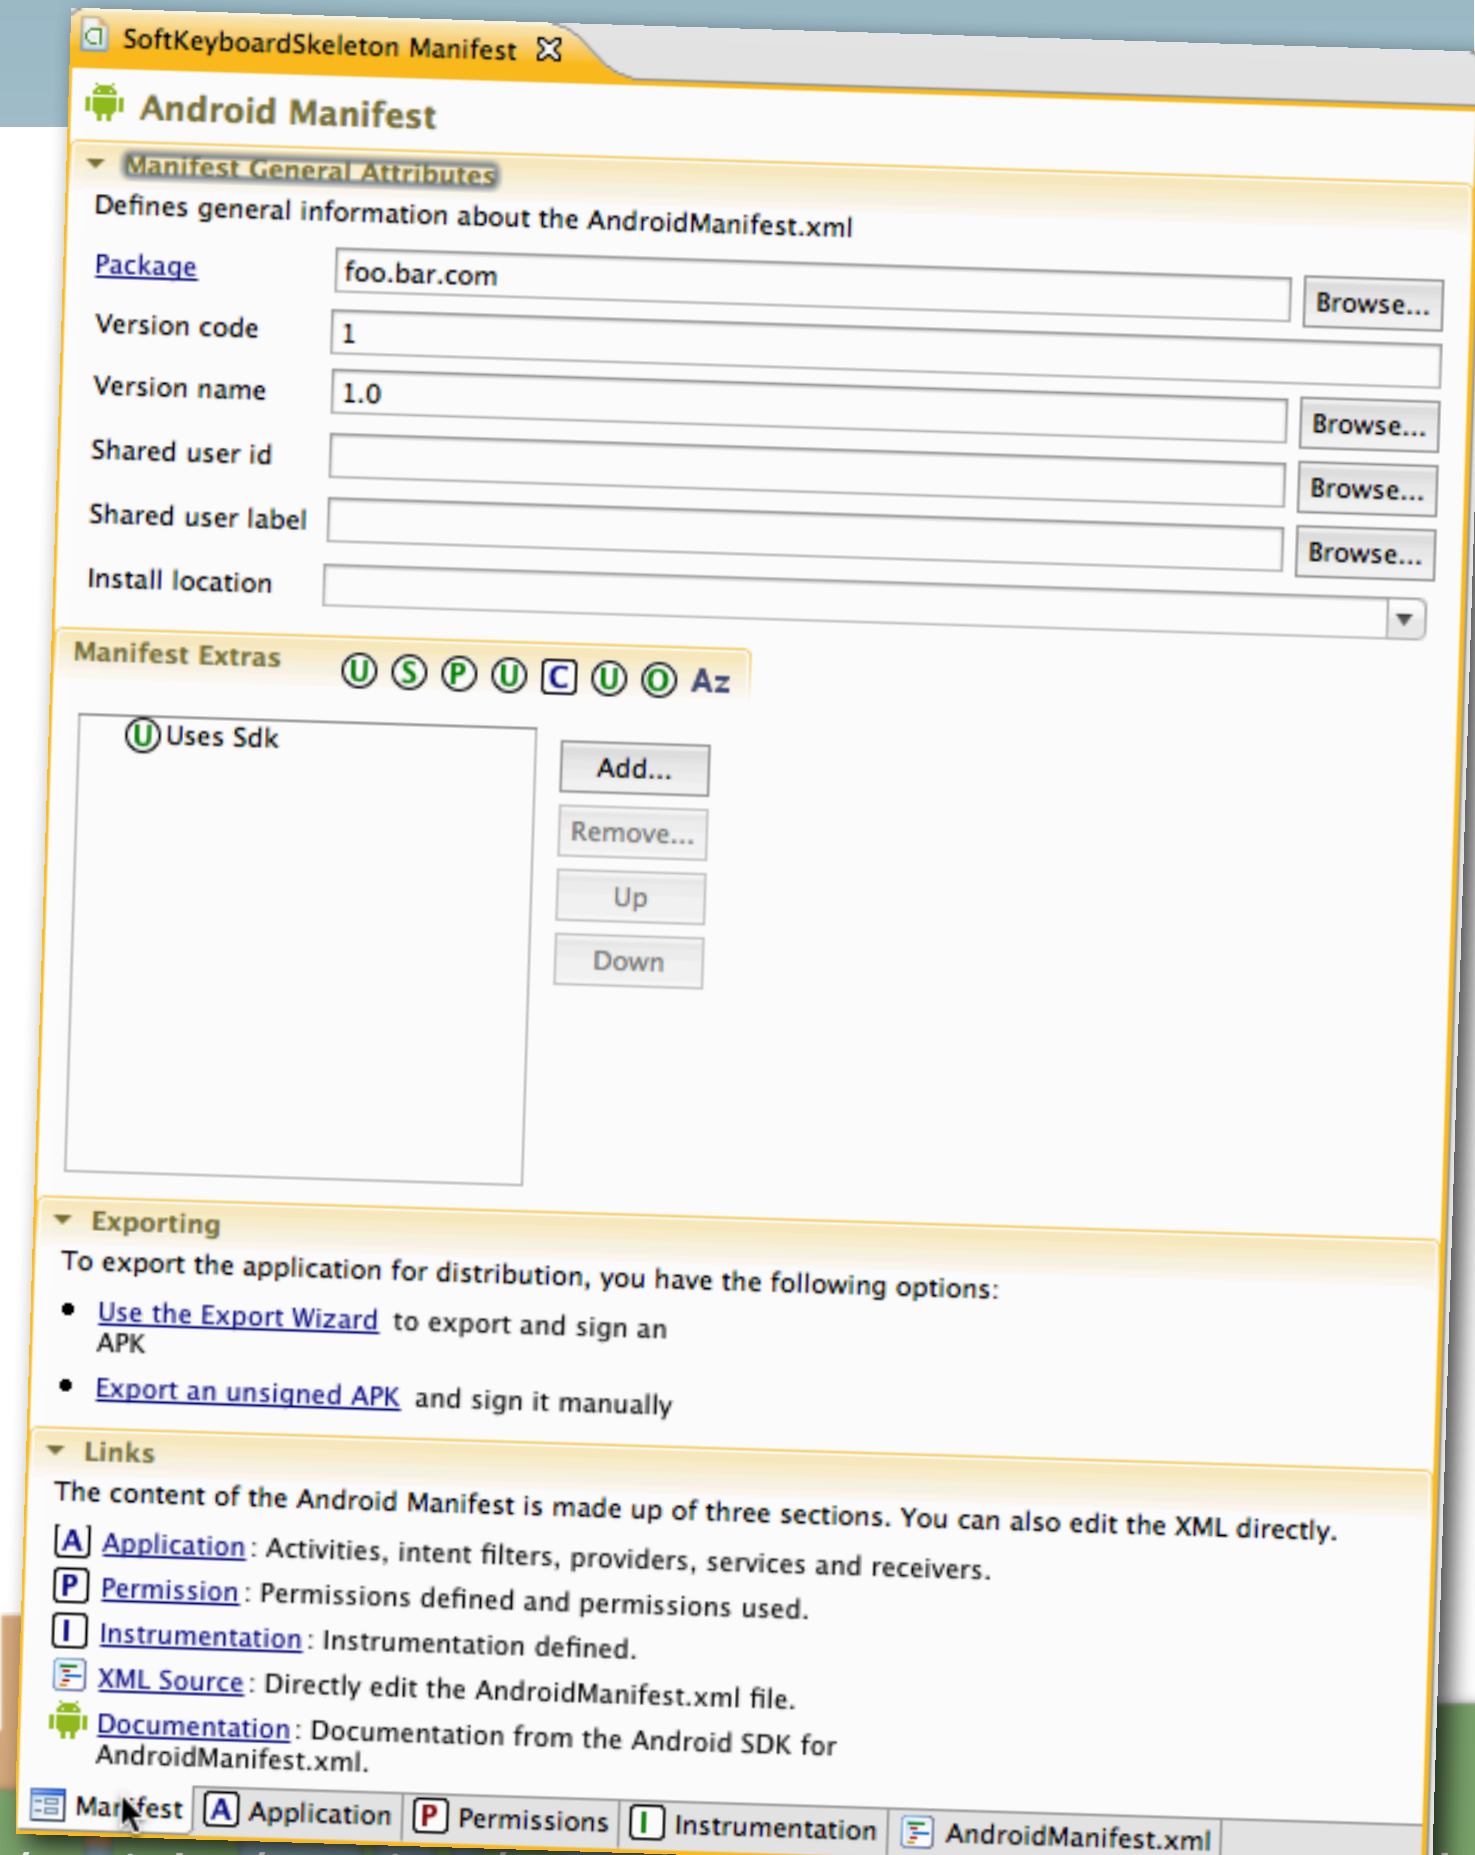 SoftKeyboardSkeleton Manifest
Android Manifest
Manifest General Attributes
Defines general information about the AndroidManifest.xml
Package foo.bar.com Browse...
Version code 1
Version name 1.0 Browse...
Shared user id Browse...
Shared user label Browse...
Install location
Manifest Extras U S P U C U O Az
U Uses Sdk
Add...
Remove...
Up
Down
Exporting
To export the application for distribution, you have the following options:
• Use the Export Wizard to export and sign an
APK
• Export an unsigned APK and sign it manually
Links
The content of the Android Manifest is made up of three sections. You can also edit the XML directly.
A Application: Activities, intent filters, providers, services and receivers.
P Permission: Permissions defined and permissions used.
I Instrumentation: Instrumentation defined.
XML Source: Directly edit the AndroidManifest.xml file.
Documentation: Documentation from the Android SDK for
AndroidManifest.xml.
Manifest A Application P Permissions I Instrumentation AndroidManifest.xml